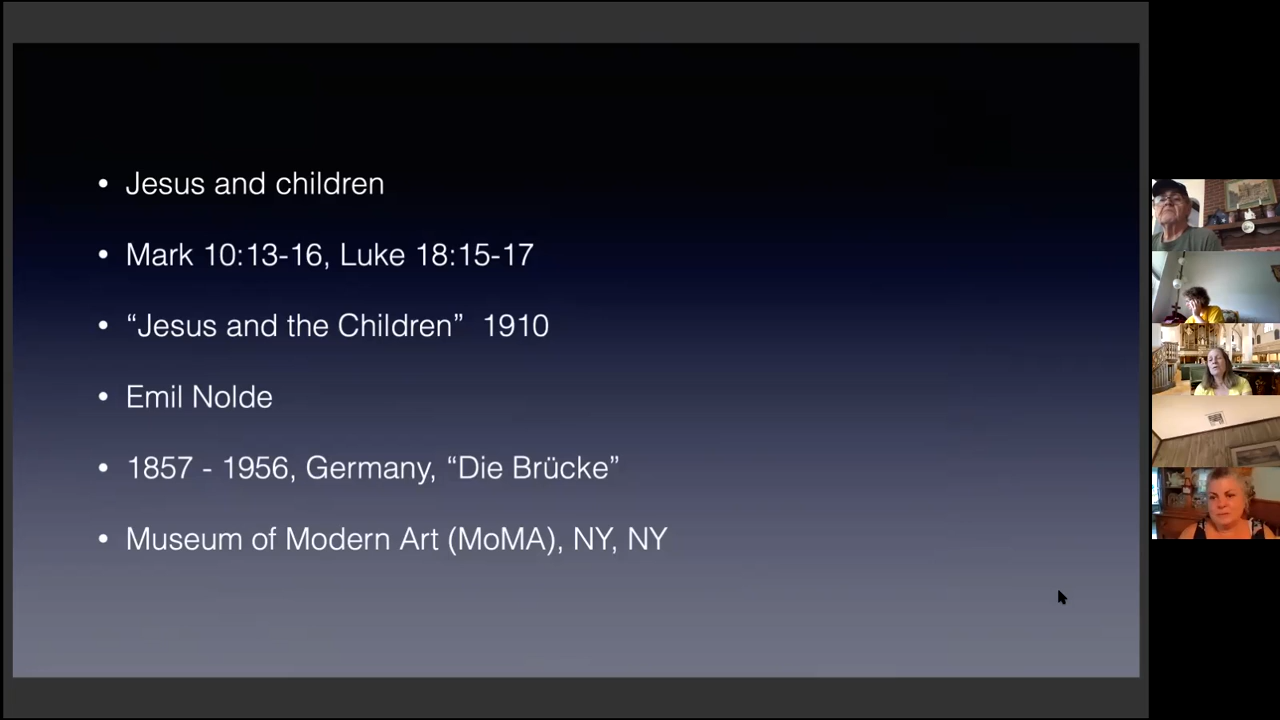 • Jesus and children
• Mark 10:13-16, Luke 18:15-17
• “Jesus and the Children” 1910
• Emil Nolde
• 1857 - 1956, Germany, “Die Brücke”
• Museum of Modern Art (MoMA), NY, NY